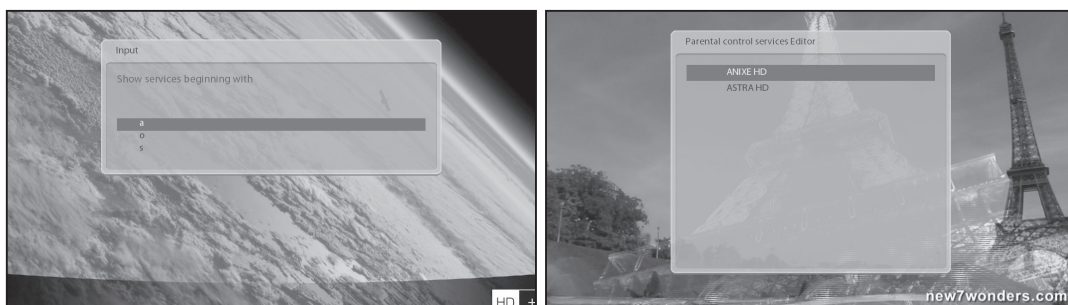 Input
Show services beginning with
a
o
s
HD +
Parental control services Editor
ANIXE HD
ASTRA HD
new7wonders.com